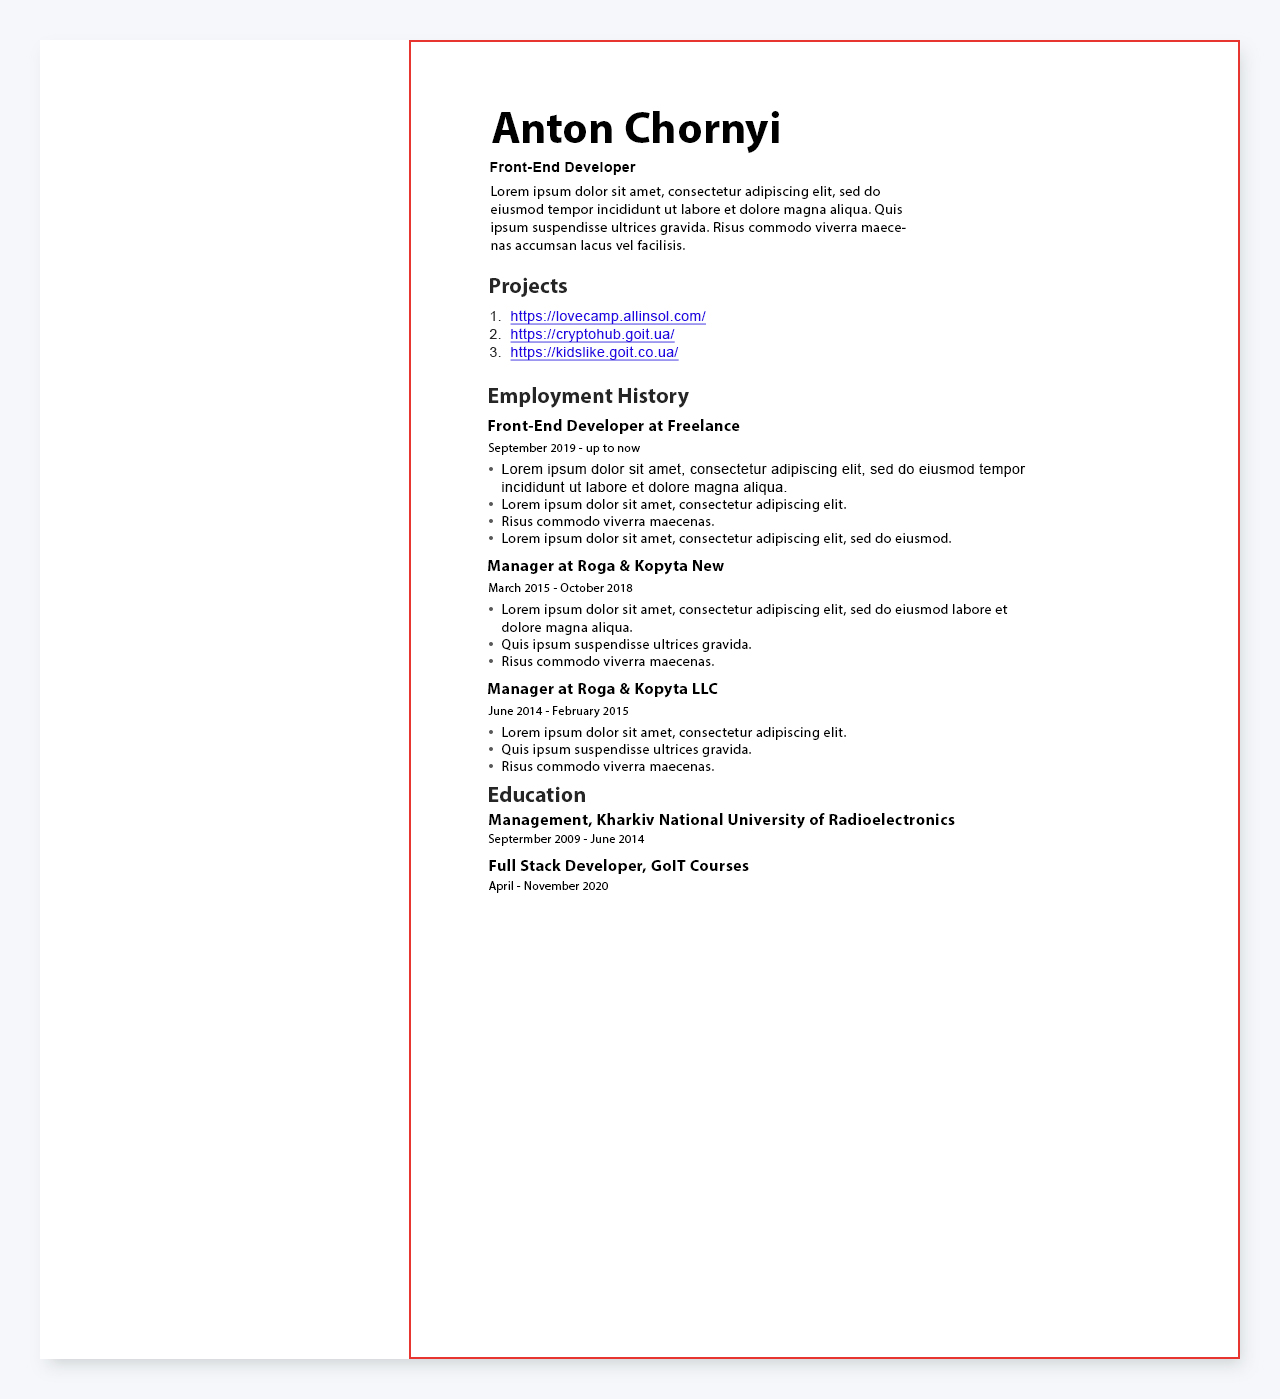 Anton Chornyi
Front-End Developer
Lorem ipsum dolor sit amet, consectetur adipiscing elit, sed do
eiusmod tempor incididunt ut labore et dolore magna aliqua. Quis
ipsum suspendisse ultrices gravida. Risus commodo viverra maece-
nas accumsan lacus vel facilisis.
Projects
1. https://lovecamp.allinsol.com/
2. https://cryptohub.goit.ua/
3. https://kidslike.goit.co.ua/
Employment History
Front-End Developer at Freelance
September 2019 - up to now
• Lorem ipsum dolor sit amet, consectetur adipiscing elit, sed do eiusmod tempor
incididunt ut labore et dolore magna aliqua.
• Lorem ipsum dolor sit amet, consectetur adipiscing elit.
• Risus commodo viverra maecenas.
• Lorem ipsum dolor sit amet, consectetur adipiscing elit, sed do eiusmod.
Manager at Roga & Kopyta New
March 2015 - October 2018
• Lorem ipsum dolor sit amet, consectetur adipiscing elit, sed do eiusmod labore et
dolore magna aliqua.
• Quis ipsum suspendisse ultrices gravida.
• Risus commodo viverra maecenas.
Manager at Roga & Kopyta LLC
June 2014 - February 2015
• Lorem ipsum dolor sit amet, consectetur adipiscing elit.
• Quis ipsum suspendisse ultrices gravida.
• Risus commodo viverra maecenas.
Education
Management, Kharkiv National University of Radioelectronics
Septermber 2009 - June 2014
Full Stack Developer, GoIT Courses
April - November 2020